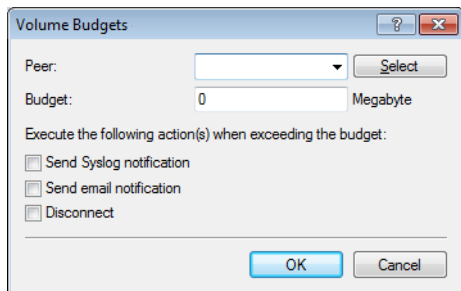 Volume Budgets
Peer: Select
Budget: 0 Megabyte
Execute the following action(s) when exceeding the budget:
Send Syslog notification
Send email notification
Disconnect
OK Cancel